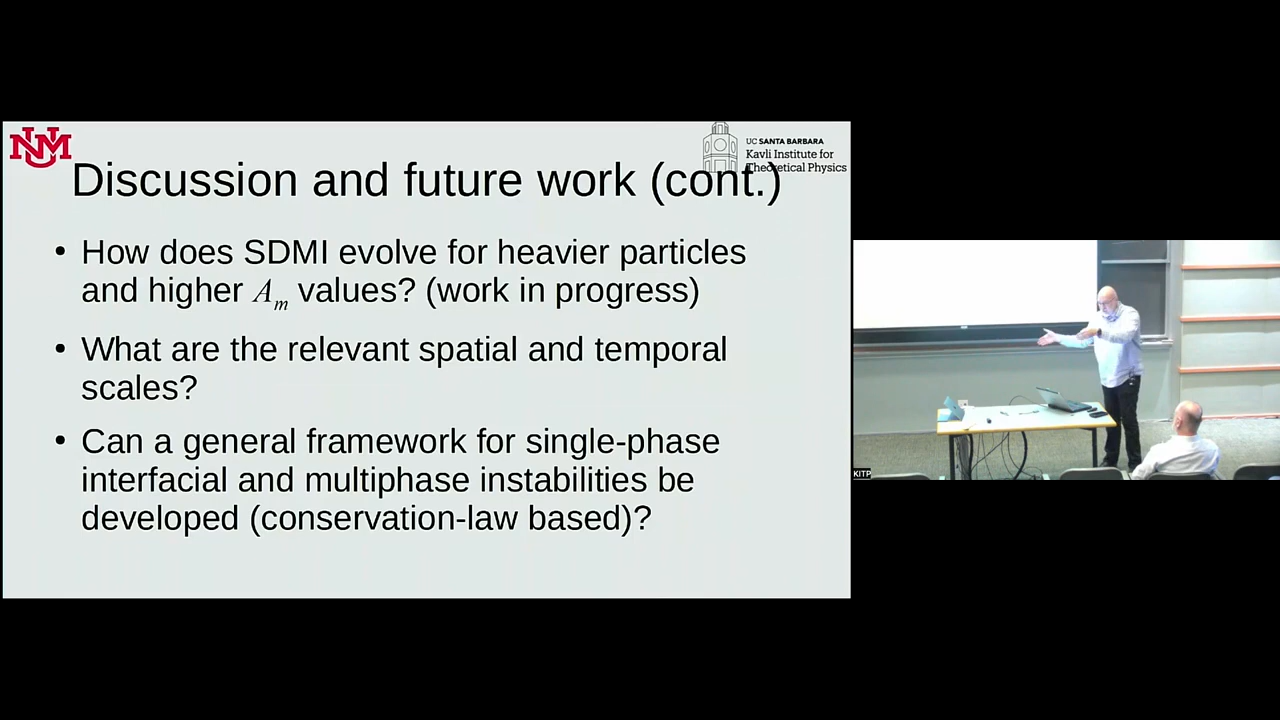 NM
UC SANTA BARBARA
Kavli Institute for
Theoretical Physics
Discussion and future work (cont.)
• How does SDMI evolve for heavier particles
and higher Aₘ values? (work in progress)
• What are the relevant spatial and temporal
scales?
• Can a general framework for single-phase
interfacial and multiphase instabilities be
developed (conservation-law based)?
KITP